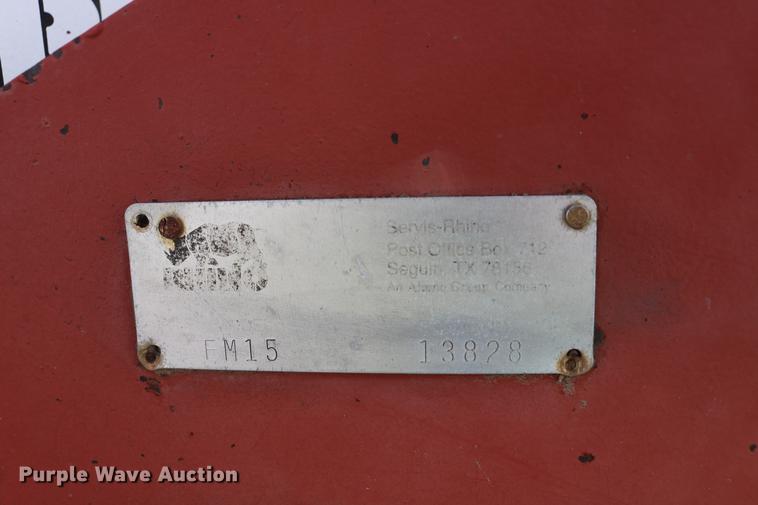 Servis-Rhino
Post Office Box 712
Seguin, TX 78156
An Alamo Group Company
RHINO
FM15 13828
Purple Wave Auction